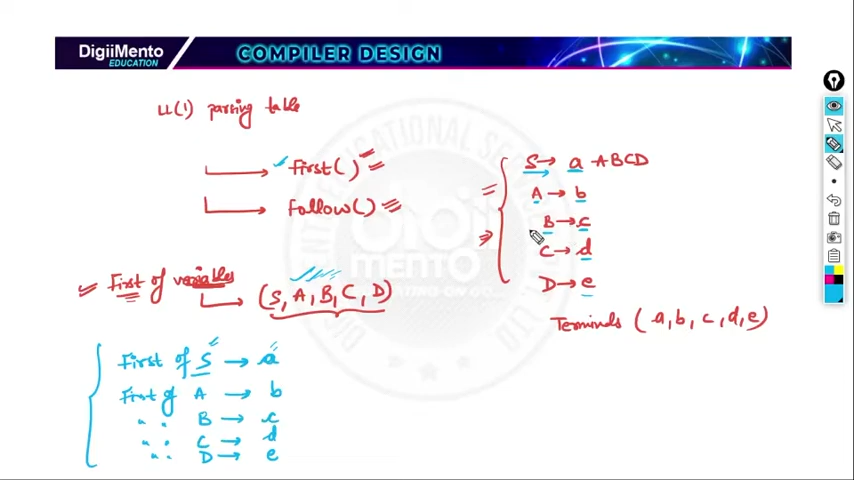 DigiiMento
EDUCATION
COMPILER DESIGN
LL(1) parsing table
First()
Follow()
S → a ABCD
A → b
B → c
C → d
D → e
Terminals (a, b, c, d, e)
First of variables
(S, A, B, C, D)
First of S → a
First of A → b
" " B → c
" " C → d
" " D → e